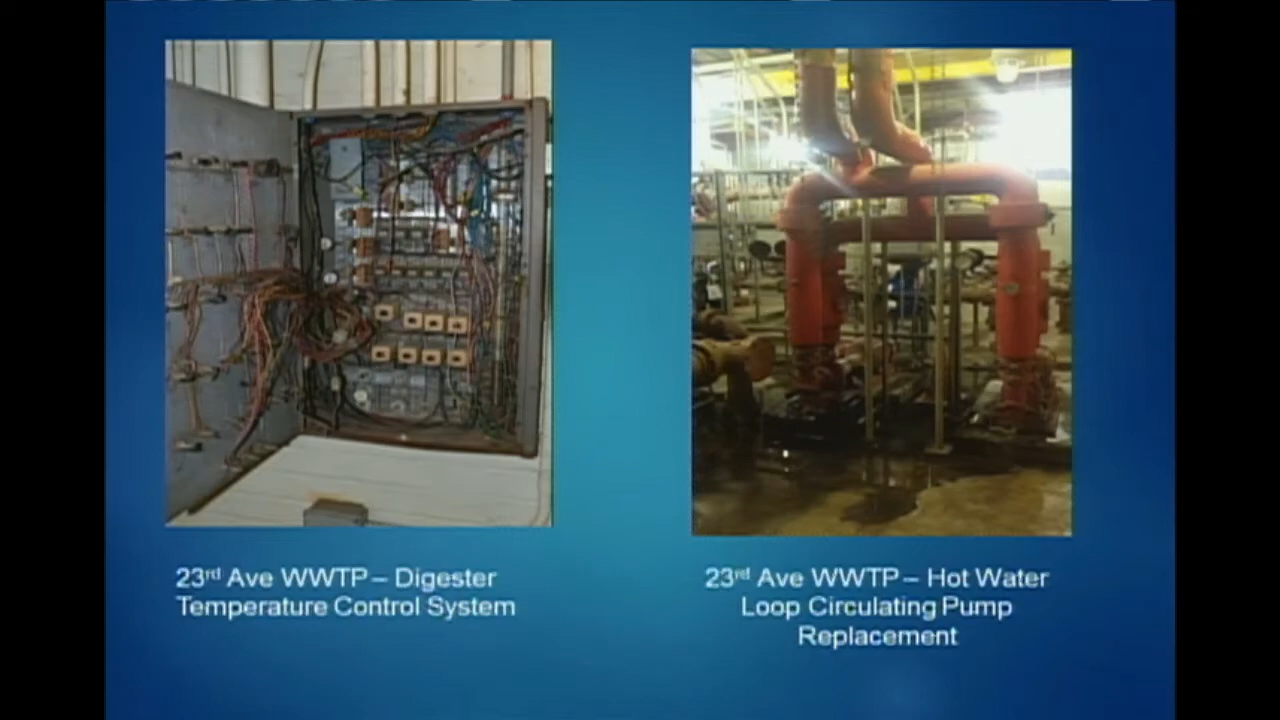 23rd Ave WWTP – Digester
Temperature Control System
23rd Ave WWTP – Hot Water
Loop Circulating Pump
Replacement